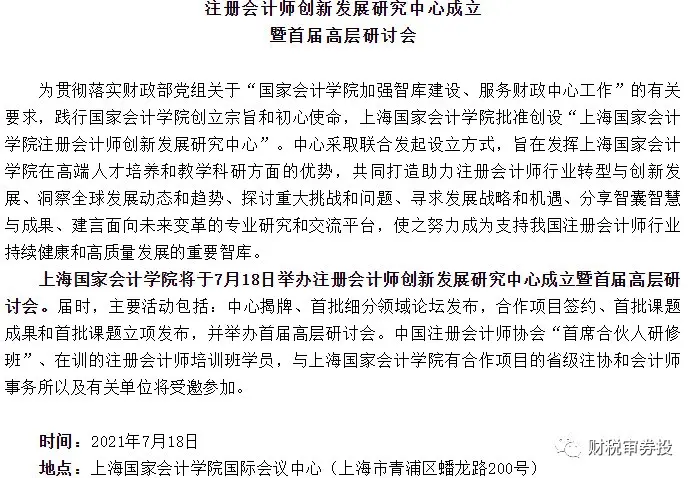 注册会计师创新发展研究中心成立
暨首届高层研讨会
为贯彻落实财政部党组关于“国家会计学院加强智库建设、服务财政中心工作”的有关
要求，践行国家会计学院创立宗旨和初心使命，上海国家会计学院批准创设“上海国家会计
学院注册会计师创新发展研究中心”。中心采取联合发起设立方式，旨在发挥上海国家会计
学院在高端人才培养和教学科研方面的优势，共同打造助力注册会计师行业转型与创新发
展、洞察全球发展动态和趋势、探讨重大挑战和问题、寻求发展战略和机遇、分享智囊智慧
与成果、建言面向未来变革的专业研究和交流平台，使之努力成为支持我国注册会计师行业
持续健康和高质量发展的重要智库。
上海国家会计学院将于7月18日举办注册会计师创新发展研究中心成立暨首届高层研
讨会。届时，主要活动包括：中心揭牌、首批细分领域论坛发布，合作项目签约、首批课题
成果和首批课题立项发布，并举办首届高层研讨会。中国注册会计师协会“首席合伙人研修
班”、在训的注册会计师培训班学员，与上海国家会计学院有合作项目的省级注协和会计师
事务所以及有关单位将受邀参加。
时间：2021年7月18日
地点：上海国家会计学院国际会议中心（上海市青浦区蟠龙路200号）
财税审券投